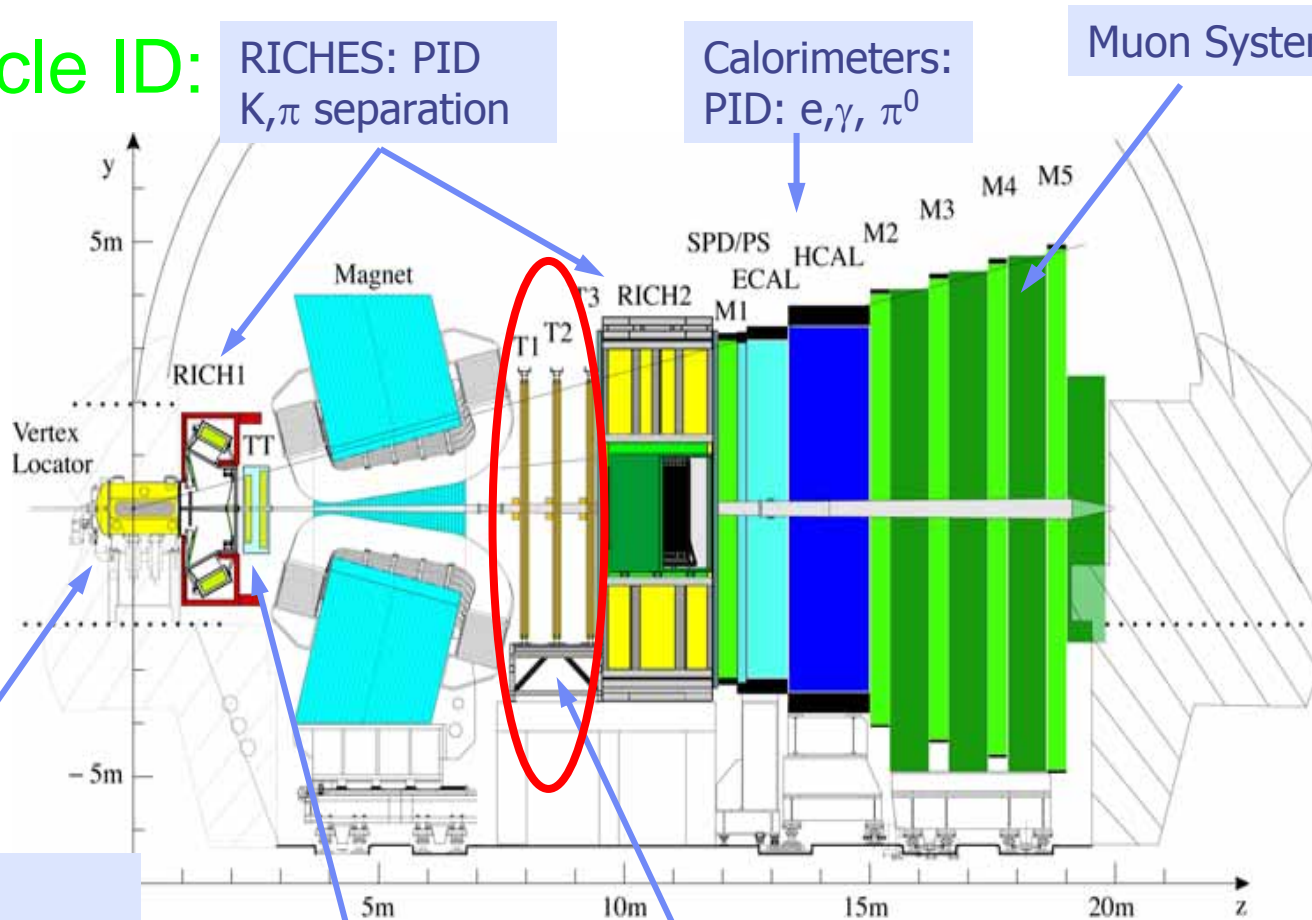 cle ID:
RICHES: PID
K,π separation
Calorimeters:
PID: e,γ, π⁰
Muon System
y
5m
Magnet
SPD/PS
ECAL
HCAL
M1
M2
M3
M4
M5
T1
T2
T3
RICH2
RICH1
TT
Vertex
Locator
− 5m
5m
10m
15m
20m
z